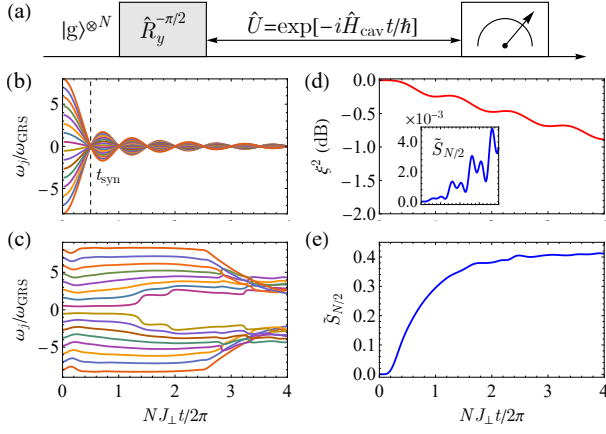 (a)
|g⟩⊗N
R̂y−π/2
Û=exp[−iĤcavt/ħ]
(b)
ωj/ωGRS
5
0
−5
tsyn
(c)
ωj/ωGRS
5
0
−5
0 1 2 3 4
NJ⊥t/2π
(d)
ξ2 (dB)
0.0
−0.5
−1.0
−1.5
−2.0
×10−3
4.0
2.0
0.0
S̃N/2
(e)
S̃N/2
0.4
0.3
0.2
0.1
0.0
0 1 2 3 4
NJ⊥t/2π